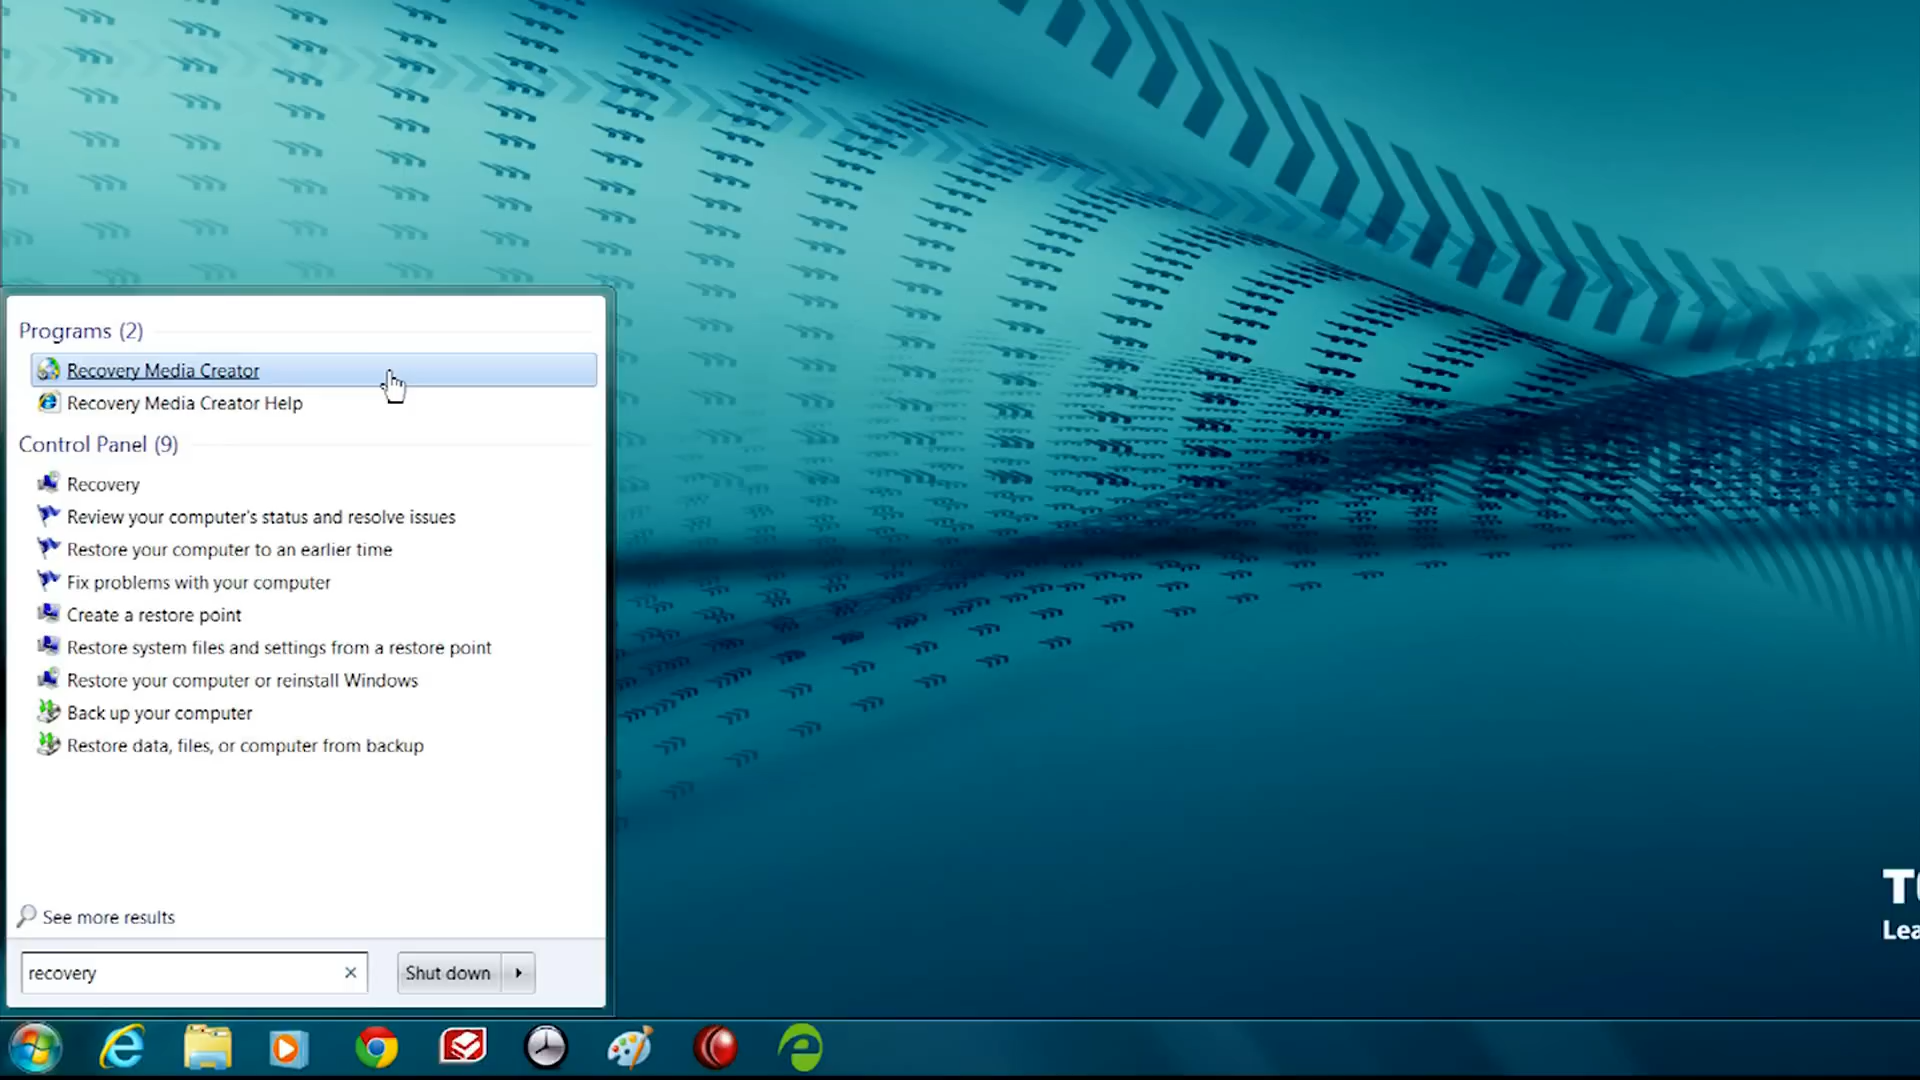 Programs (2)
Recovery Media Creator
Recovery Media Creator Help
Control Panel (9)
Recovery
Review your computer's status and resolve issues
Restore your computer to an earlier time
Fix problems with your computer
Create a restore point
Restore system files and settings from a restore point
Restore your computer or reinstall Windows
Back up your computer
Restore data, files, or computer from backup
See more results
recovery
Shut down
Lea